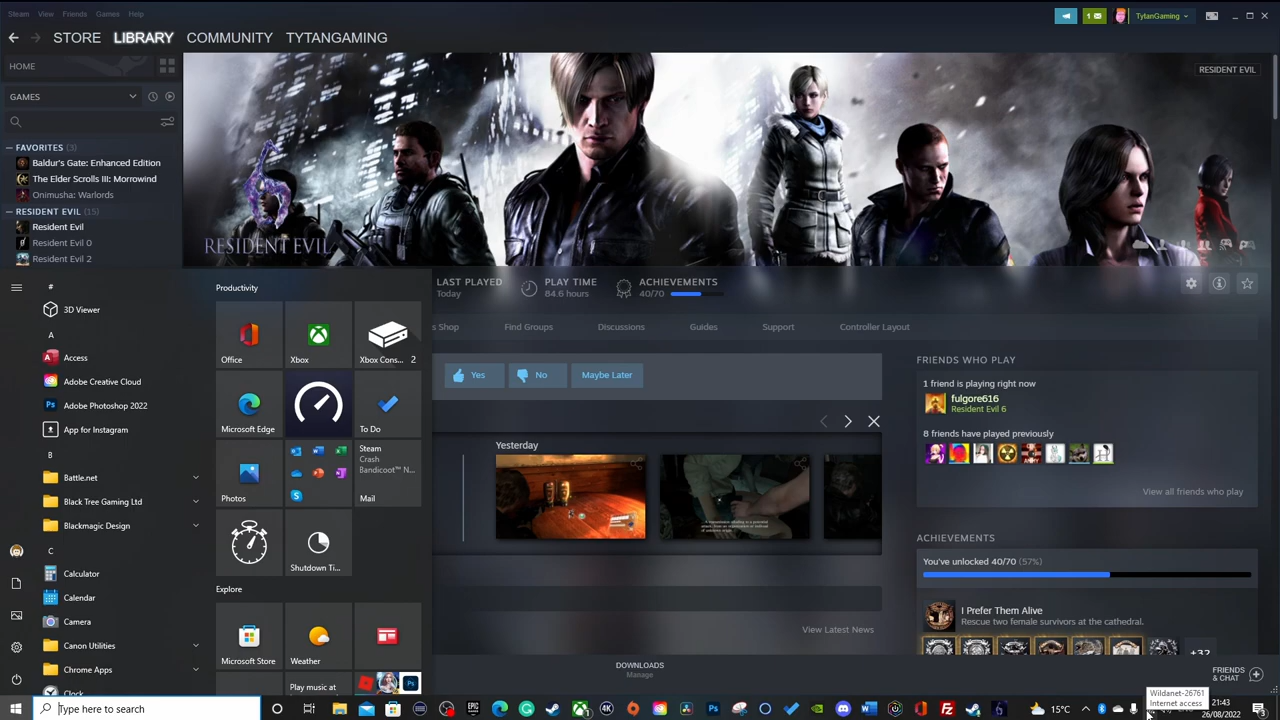 Steam View Friends Games Help
1
TytanGaming
STORE LIBRARY COMMUNITY TYTANGAMING
HOME
GAMES
FAVORITES (3)
Baldur's Gate: Enhanced Edition
The Elder Scrolls III: Morrowind
Onimusha: Warlords
RESIDENT EVIL (15)
Resident Evil
Resident Evil 0
Resident Evil 2
RESIDENT EVIL
RESIDENT EVIL
LAST PLAYED
Today
PLAY TIME
84.6 hours
ACHIEVEMENTS
40/70
s Shop Find Groups Discussions Guides Support Controller Layout
Yes No Maybe Later
Yesterday
View Latest News
FRIENDS WHO PLAY
1 friend is playing right now
fulgore616
Resident Evil 6
8 friends have played previously
View all friends who play
ACHIEVEMENTS
You've unlocked 40/70 (57%)
I Prefer Them Alive
Rescue two female survivors at the cathedral.
+32
DOWNLOADS
Manage
FRIENDS
& CHAT
#
3D Viewer
A
Access
Adobe Creative Cloud
Adobe Photoshop 2022
App for Instagram
B
Battle.net
Black Tree Gaming Ltd
Blackmagic Design
C
Calculator
Calendar
Camera
Canon Utilities
Chrome Apps
Clock
Productivity
Office
Xbox
Xbox Cons... 2
Microsoft Edge
To Do
Photos
Steam
Crash
Bandicoot™ N...
Mail
Shutdown Ti...
Explore
Microsoft Store
Weather
Play music at
Type here to search
15°C
Wildanet-26761
Internet access
21:43
26/08/2022